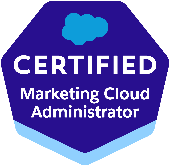 CERTIFIED
Marketing Cloud
Administrator